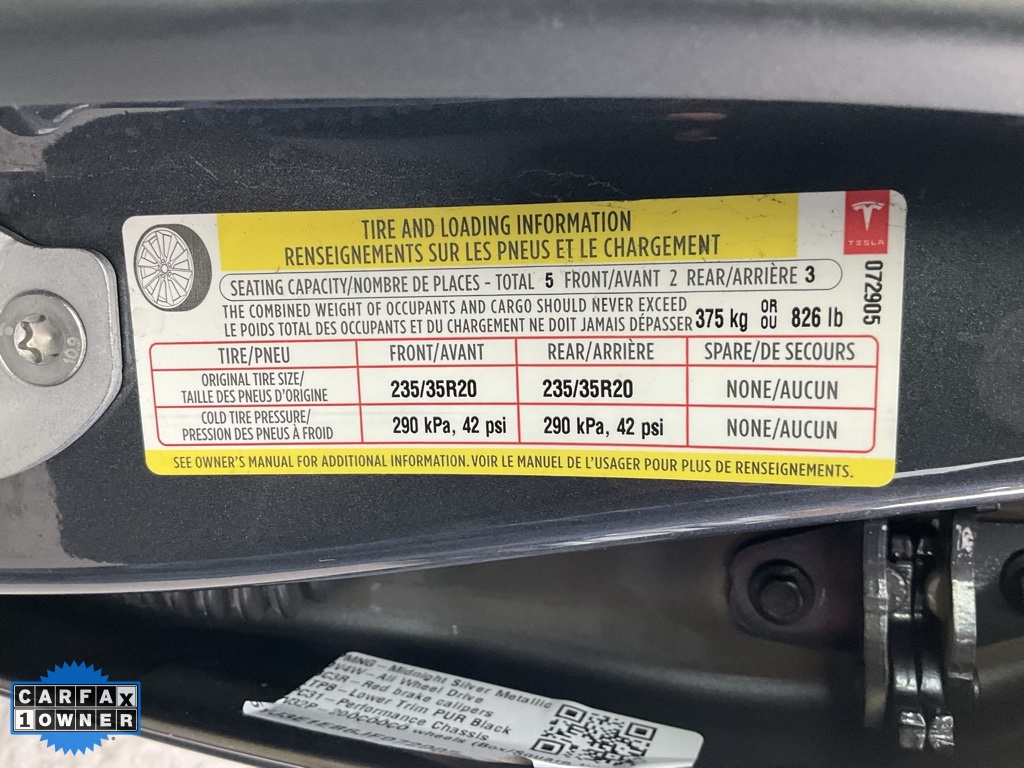 TIRE AND LOADING INFORMATION
RENSEIGNEMENTS SUR LES PNEUS ET LE CHARGEMENT
TESLA
072905
SEATING CAPACITY/NOMBRE DE PLACES - TOTAL 5 FRONT/AVANT 2 REAR/ARRIÈRE 3
THE COMBINED WEIGHT OF OCCUPANTS AND CARGO SHOULD NEVER EXCEED
LE POIDS TOTAL DES OCCUPANTS ET DU CHARGEMENT NE DOIT JAMAIS DÉPASSER
375 kg OR OU 826 lb
TIRE/PNEU FRONT/AVANT REAR/ARRIÈRE SPARE/DE SECOURS
ORIGINAL TIRE SIZE/
TAILLE DES PNEUS D'ORIGINE
235/35R20 235/35R20 NONE/AUCUN
COLD TIRE PRESSURE/
PRESSION DES PNEUS À FROID
290 kPa, 42 psi 290 kPa, 42 psi NONE/AUCUN
SEE OWNER'S MANUAL FOR ADDITIONAL INFORMATION. VOIR LE MANUEL DE L'USAGER POUR PLUS DE RENSEIGNEMENTS.
- Midnight Silver Metallic
- All Wheel Drive
- Red brake calipers
- Lower Trim PUR Black
- Performance Chassis
wheels
CARFAX
1 OWNER